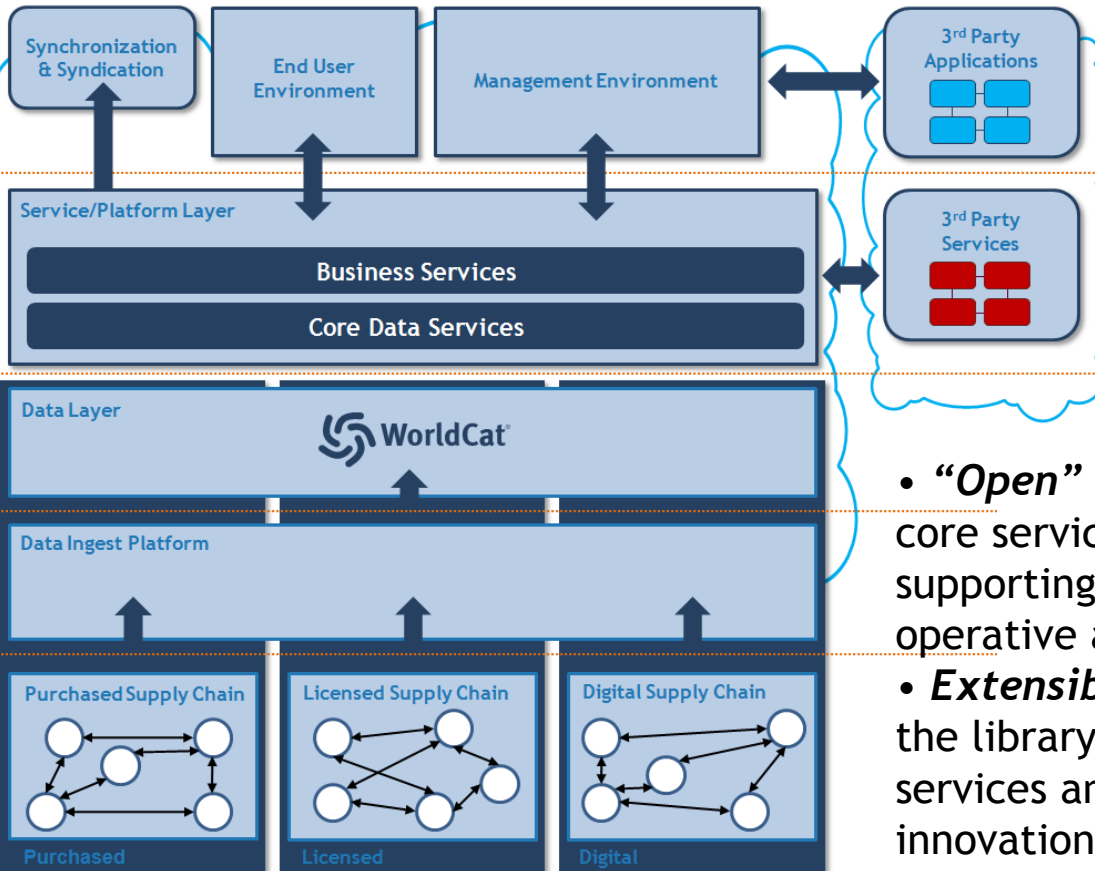 Synchronization
& Syndication
End User
Environment
Management Environment
3rd Party
Applications
Service/Platform Layer
Business Services
Core Data Services
3rd Party
Services
Data Layer
WorldCat®
Data Ingest Platform
Purchased Supply Chain
Licensed Supply Chain
Digital Supply Chain
Purchased
Licensed
Digital
• “Open”
core servic
supporting
operative a
• Extensib
the library
services an
innovation